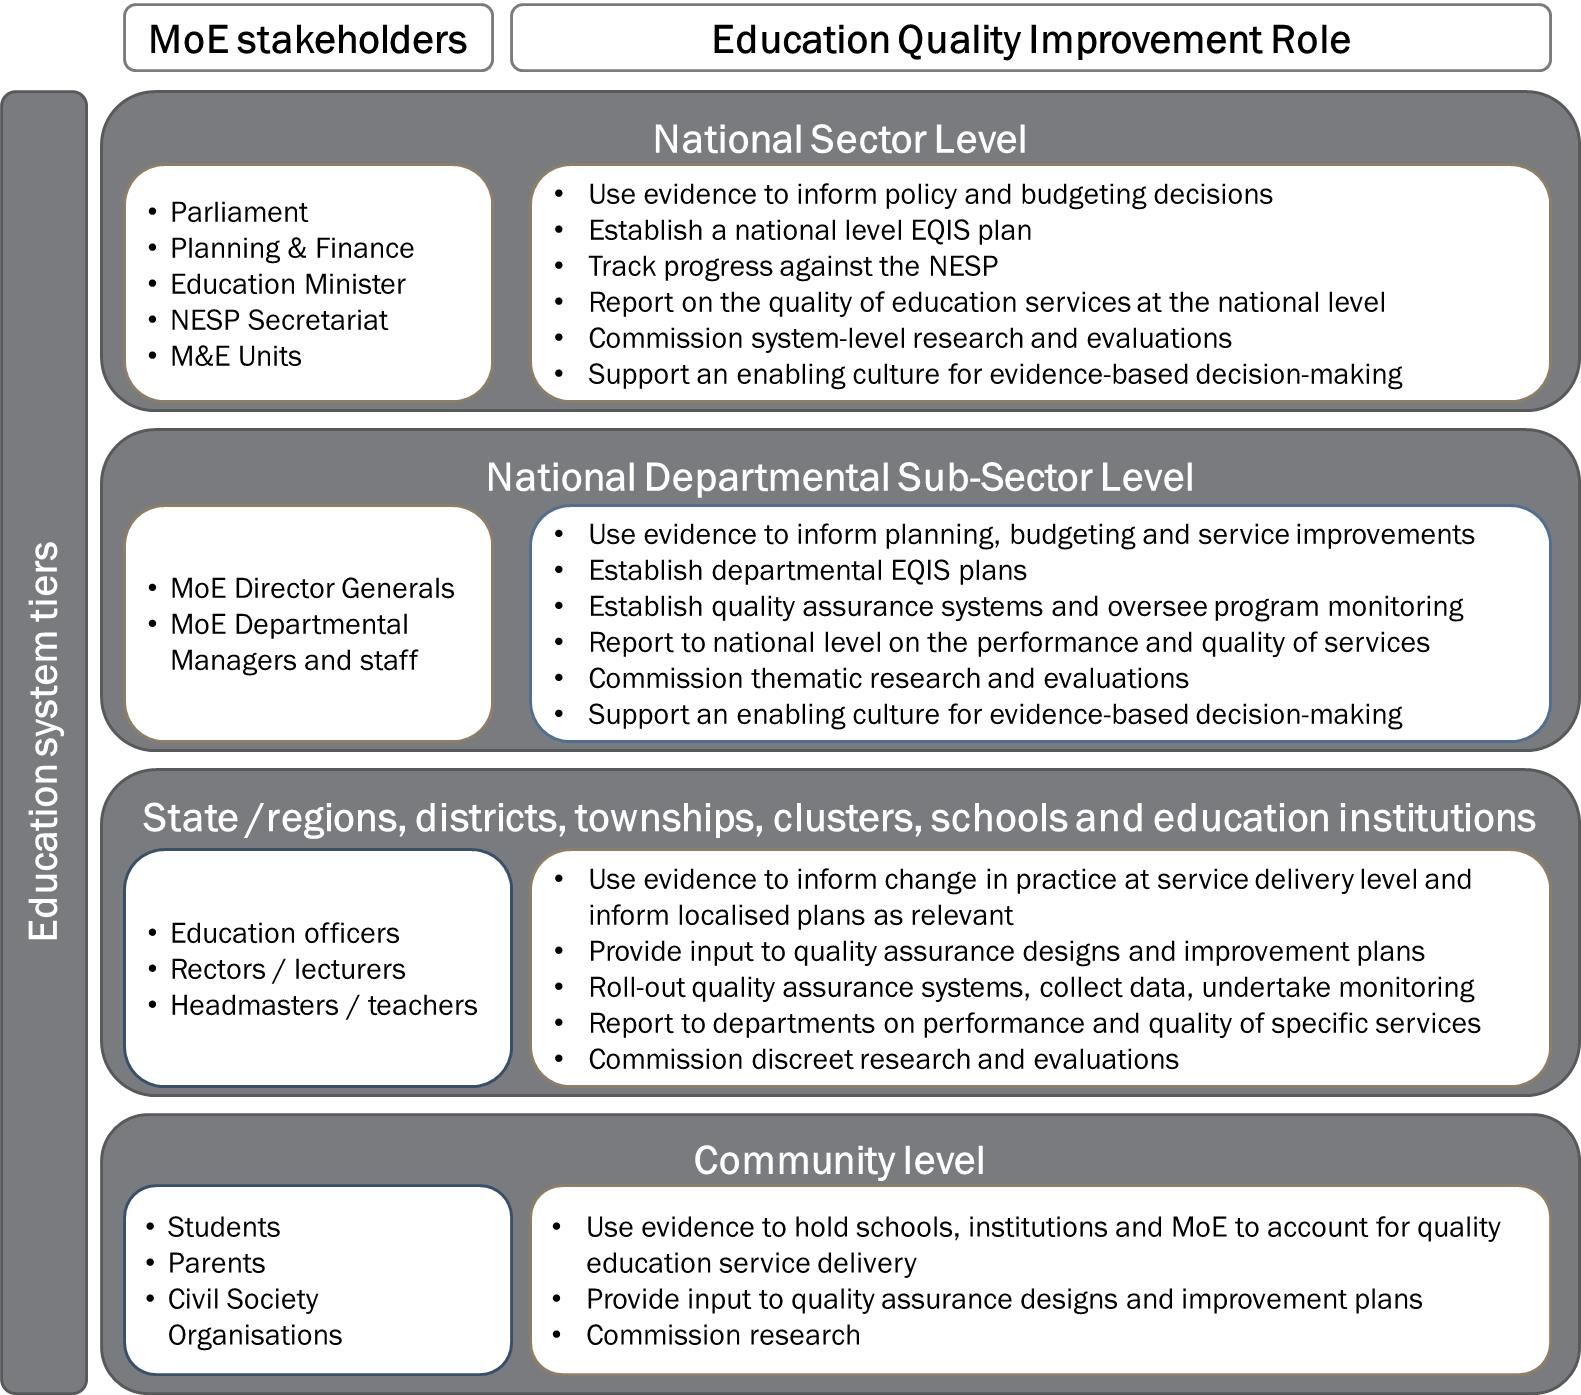 MoE stakeholders
Education Quality Improvement Role
Education system tiers
National Sector Level
• Parliament
• Planning & Finance
• Education Minister
• NESP Secretariat
• M&E Units
• Use evidence to inform policy and budgeting decisions
• Establish a national level EQIS plan
• Track progress against the NESP
• Report on the quality of education services at the national level
• Commission system-level research and evaluations
• Support an enabling culture for evidence-based decision-making
National Departmental Sub-Sector Level
• MoE Director Generals
• MoE Departmental
Managers and staff
• Use evidence to inform planning, budgeting and service improvements
• Establish departmental EQIS plans
• Establish quality assurance systems and oversee program monitoring
• Report to national level on the performance and quality of services
• Commission thematic research and evaluations
• Support an enabling culture for evidence-based decision-making
State /regions, districts, townships, clusters, schools and education institutions
• Education officers
• Rectors / lecturers
• Headmasters / teachers
• Use evidence to inform change in practice at service delivery level and
inform localised plans as relevant
• Provide input to quality assurance designs and improvement plans
• Roll-out quality assurance systems, collect data, undertake monitoring
• Report to departments on performance and quality of specific services
• Commission discreet research and evaluations
Community level
• Students
• Parents
• Civil Society
Organisations
• Use evidence to hold schools, institutions and MoE to account for quality
education service delivery
• Provide input to quality assurance designs and improvement plans
• Commission research